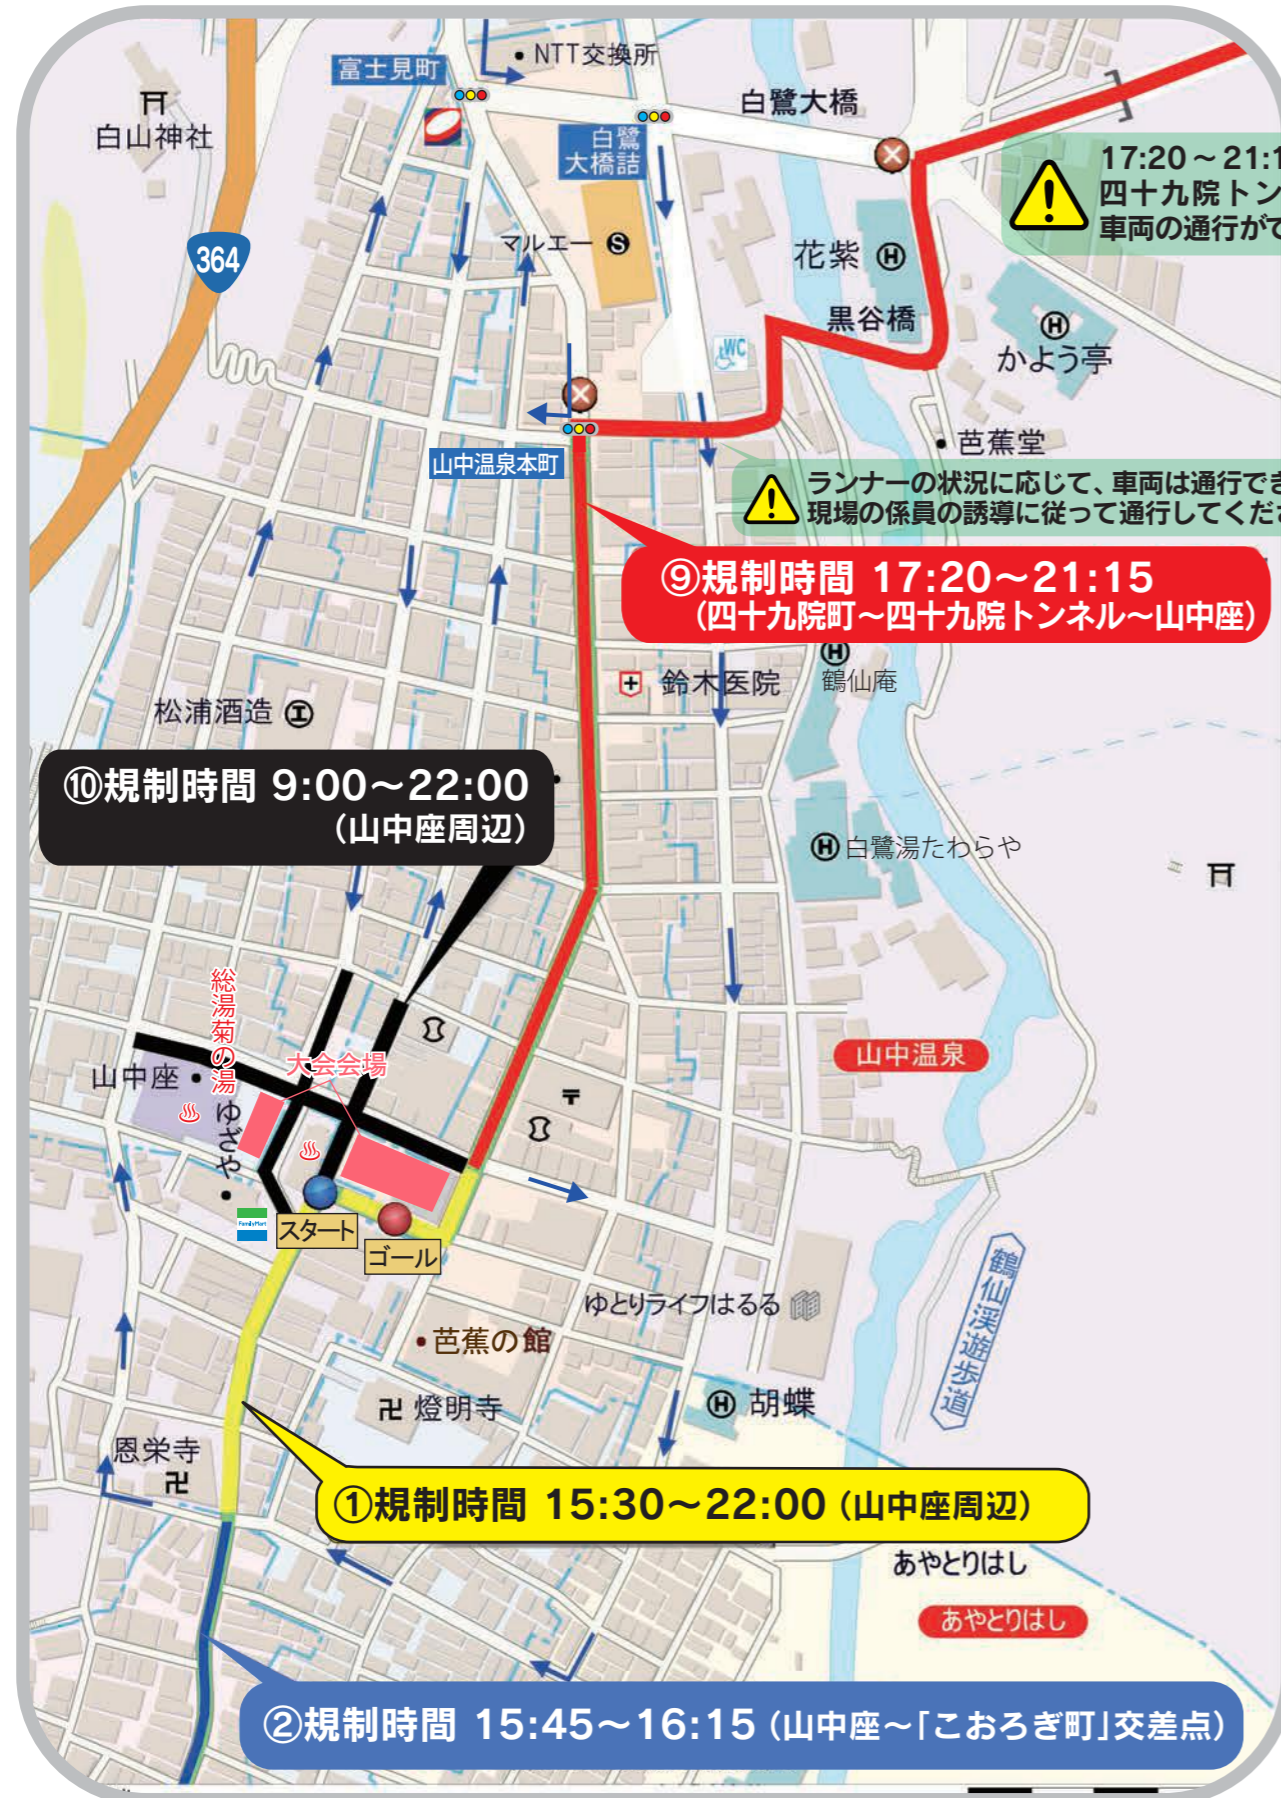 NTT交換所
富士見町
白山神社
白鷺大橋
白鷺
大橋詰
17:20～21:1
四十九院トン
車両の通行がで
364
マルエー
S
花紫
H
黒谷橋
H
かよう亭
WC
芭蕉堂
山中温泉本町
ランナーの状況に応じて、車両は通行でき
現場の係員の誘導に従って通行してくださ
⑨規制時間 17:20～21:15
（四十九院町～四十九院トンネル～山中座）
H
鶴仙庵
鈴木医院
松浦酒造
⑩規制時間 9:00～22:00
（山中座周辺）
H
白鷺湯たわらや
総湯菊の湯
大会会場
山中温泉
山中座
ゆざや
FamilyMart
スタート
ゴール
鶴仙渓遊歩道
ゆとりライフはるる
芭蕉の館
燈明寺
H
胡蝶
恩栄寺
①規制時間 15:30～22:00（山中座周辺）
あやとりはし
あやとりはし
②規制時間 15:45～16:15（山中座～「こおろぎ町」交差点）